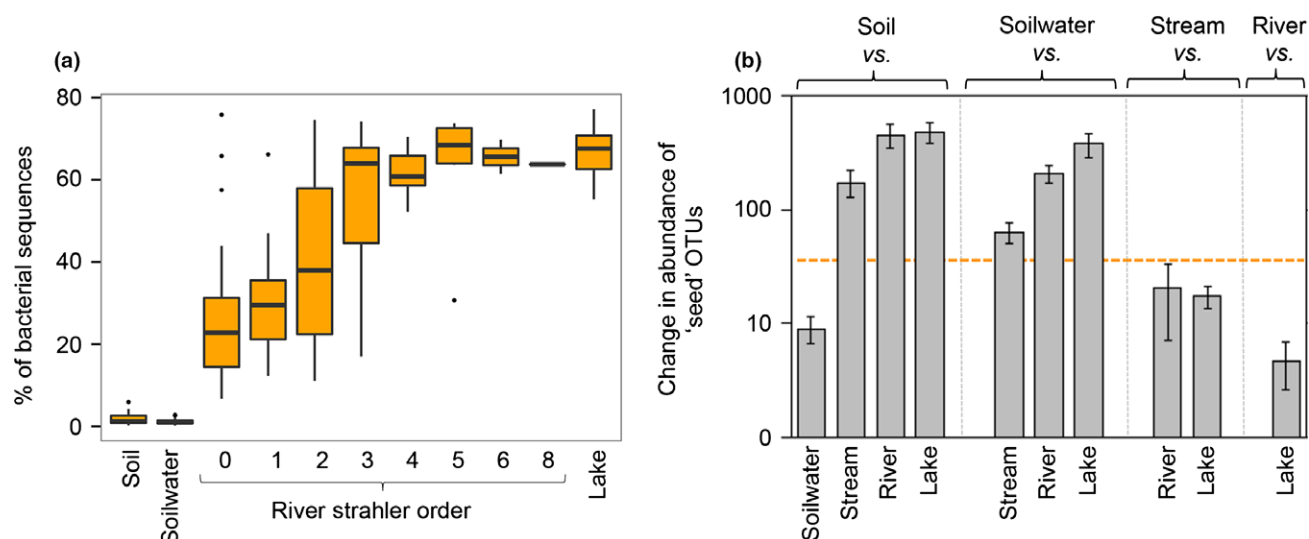 (a)
% of bacterial sequences
80
60
40
20
0
Soil
Soilwater
0 1 2 3 4 5 6 8
Lake
River strahler order
(b)
Soil
vs.
Soilwater
vs.
Stream
vs.
River
vs.
Change in abundance of
'seed' OTUs
1000
100
10
0
Soilwater
Stream
River
Lake
Stream
River
Lake
River
Lake
Lake